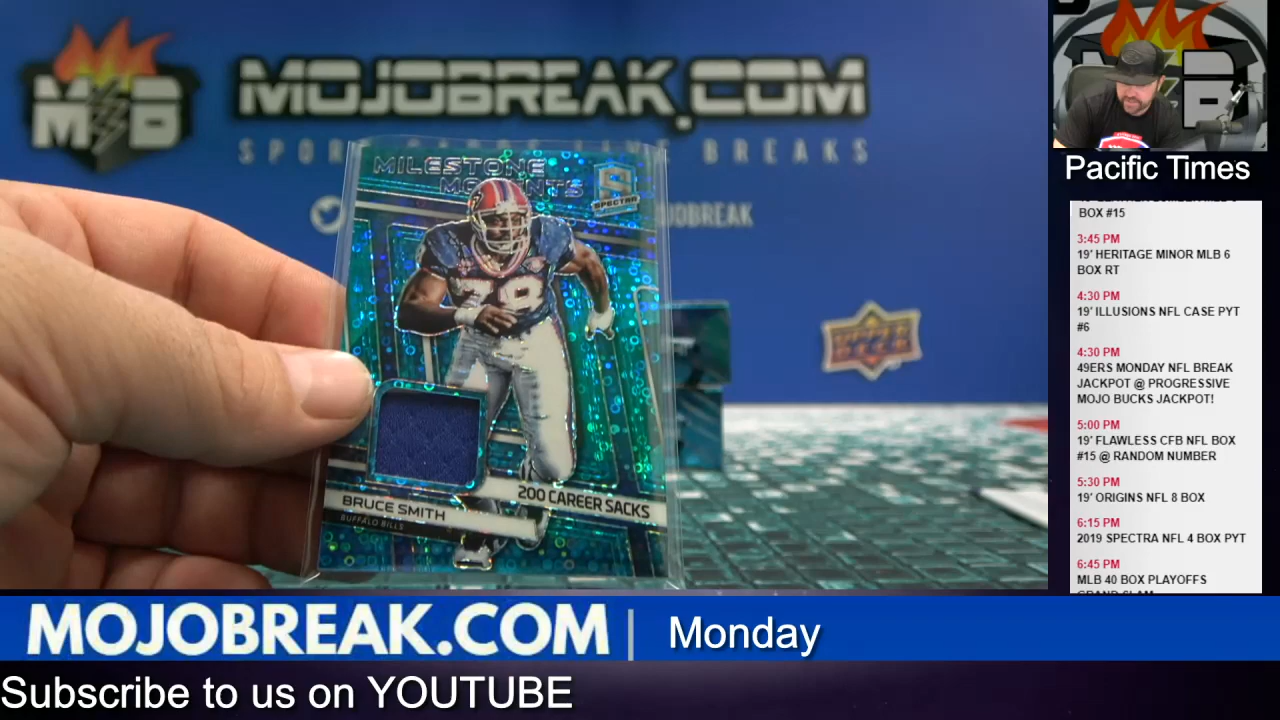 MOJOBREAK.COM
MOJOBREAK
MILESTONE
MOMENTS
SPECTRA
78
200 CAREER SACKS
BRUCE SMITH
BUFFALO BILLS
Pacific Times
BOX #15
3:45 PM
19' HERITAGE MINOR MLB 6
BOX RT
4:30 PM
19' ILLUSIONS NFL CASE PYT
#6
4:30 PM
49ERS MONDAY NFL BREAK
JACKPOT @ PROGRESSIVE
MOJO BUCKS JACKPOT!
5:00 PM
19' FLAWLESS CFB NFL BOX
#15 @ RANDOM NUMBER
5:30 PM
19' ORIGINS NFL 8 BOX
6:15 PM
2019 SPECTRA NFL 4 BOX PYT
6:45 PM
MLB 40 BOX PLAYOFFS
GRAND SLAM
MOJOBREAK.COM | Monday
Subscribe to us on YOUTUBE